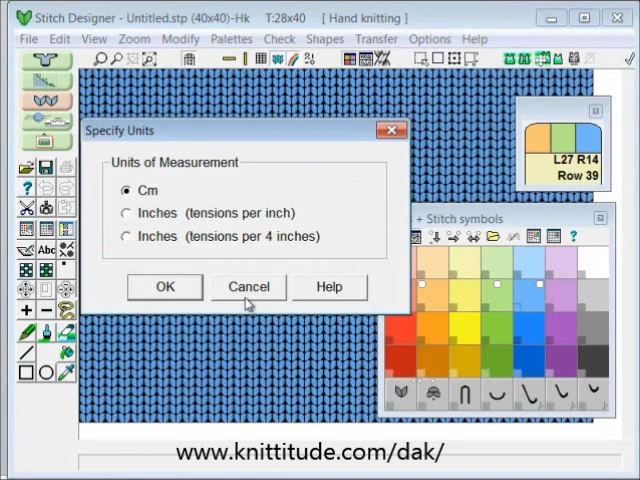 Stitch Designer - Untitled.stp (40x40)-Hk T:28x40 [ Hand knitting ]
File Edit View Zoom Modify Palettes Check Shapes Transfer Options Help
Specify Units
Units of Measurement
Cm
Inches (tensions per inch)
Inches (tensions per 4 inches)
OK Cancel Help
L27 R14
Row 39
+ Stitch symbols
Abc
www.knittitude.com/dak/